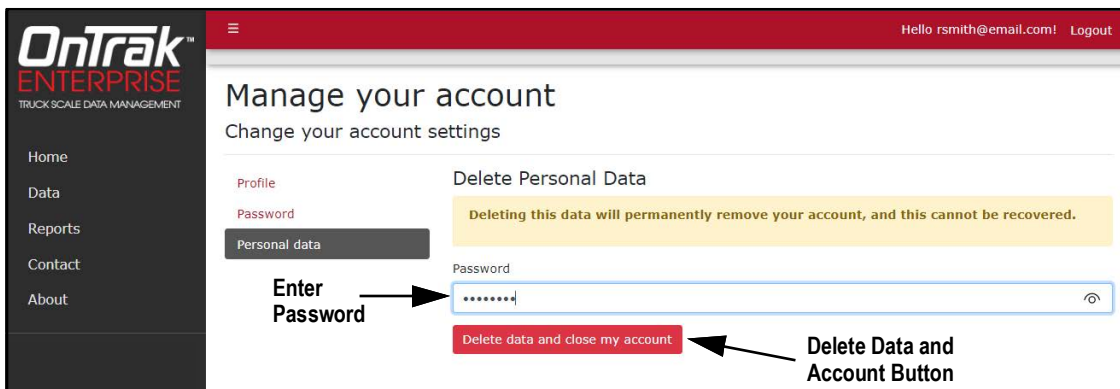 OnTrak™
ENTERPRISE
TRUCK SCALE DATA MANAGEMENT
Home
Data
Reports
Contact
About
☰
Hello rsmith@email.com! Logout
Manage your account
Change your account settings
Profile
Password
Personal data
Delete Personal Data
Deleting this data will permanently remove your account, and this cannot be recovered.
Password
••••••••
Delete data and close my account
Enter
Password
Delete Data and
Account Button